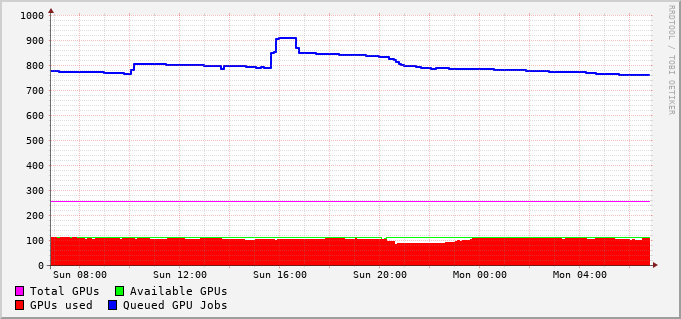 1000
900
800
700
600
500
400
300
200
100
0
Sun 08:00 Sun 12:00 Sun 16:00 Sun 20:00 Mon 00:00 Mon 04:00
Total GPUs Available GPUs
GPUs used Queued GPU Jobs
RRDTOOL / TOBI OETIKER